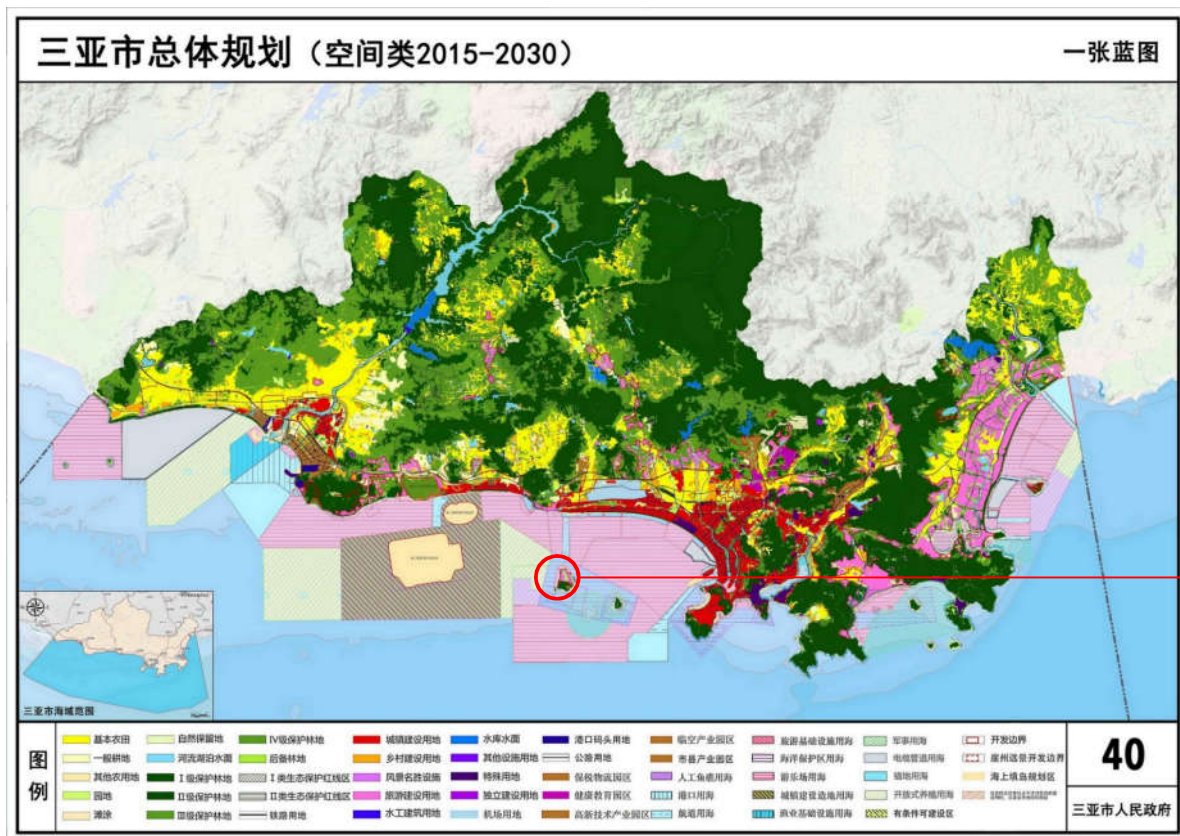 三亚市总体规划（空间类2015-2030）
一张蓝图
三亚市海域范围
图例
基本农田
一般耕地
其他农用地
园地
滩涂
自然保留地
河流湖泊水面
Ⅰ级保护林地
Ⅱ级保护林地
Ⅲ级保护林地
Ⅳ级保护林地
后备林地
Ⅰ类生态保护红线区
Ⅱ类生态保护红线区
铁路用地
城镇建设用地
乡村建设用地
风景名胜设施
旅游建设用地
水工建筑用地
水库水面
其他设施用地
特殊用地
独立建设用地
机场用地
港口码头用地
公路用地
保税物流园区
健康教育园区
高新技术产业园区
临空产业园区
市县产业园区
人工鱼礁用海
港口用海
航道用海
旅游基础设施用海
海洋保护区用海
游乐场用海
城镇建设造地用海
渔业基础设施用海
军事用海
电缆管道用海
锚地用海
开放式养殖用海
有条件可建设区
开发边界
崖州远景开发边界
海上填岛规划区
40
三亚市人民政府